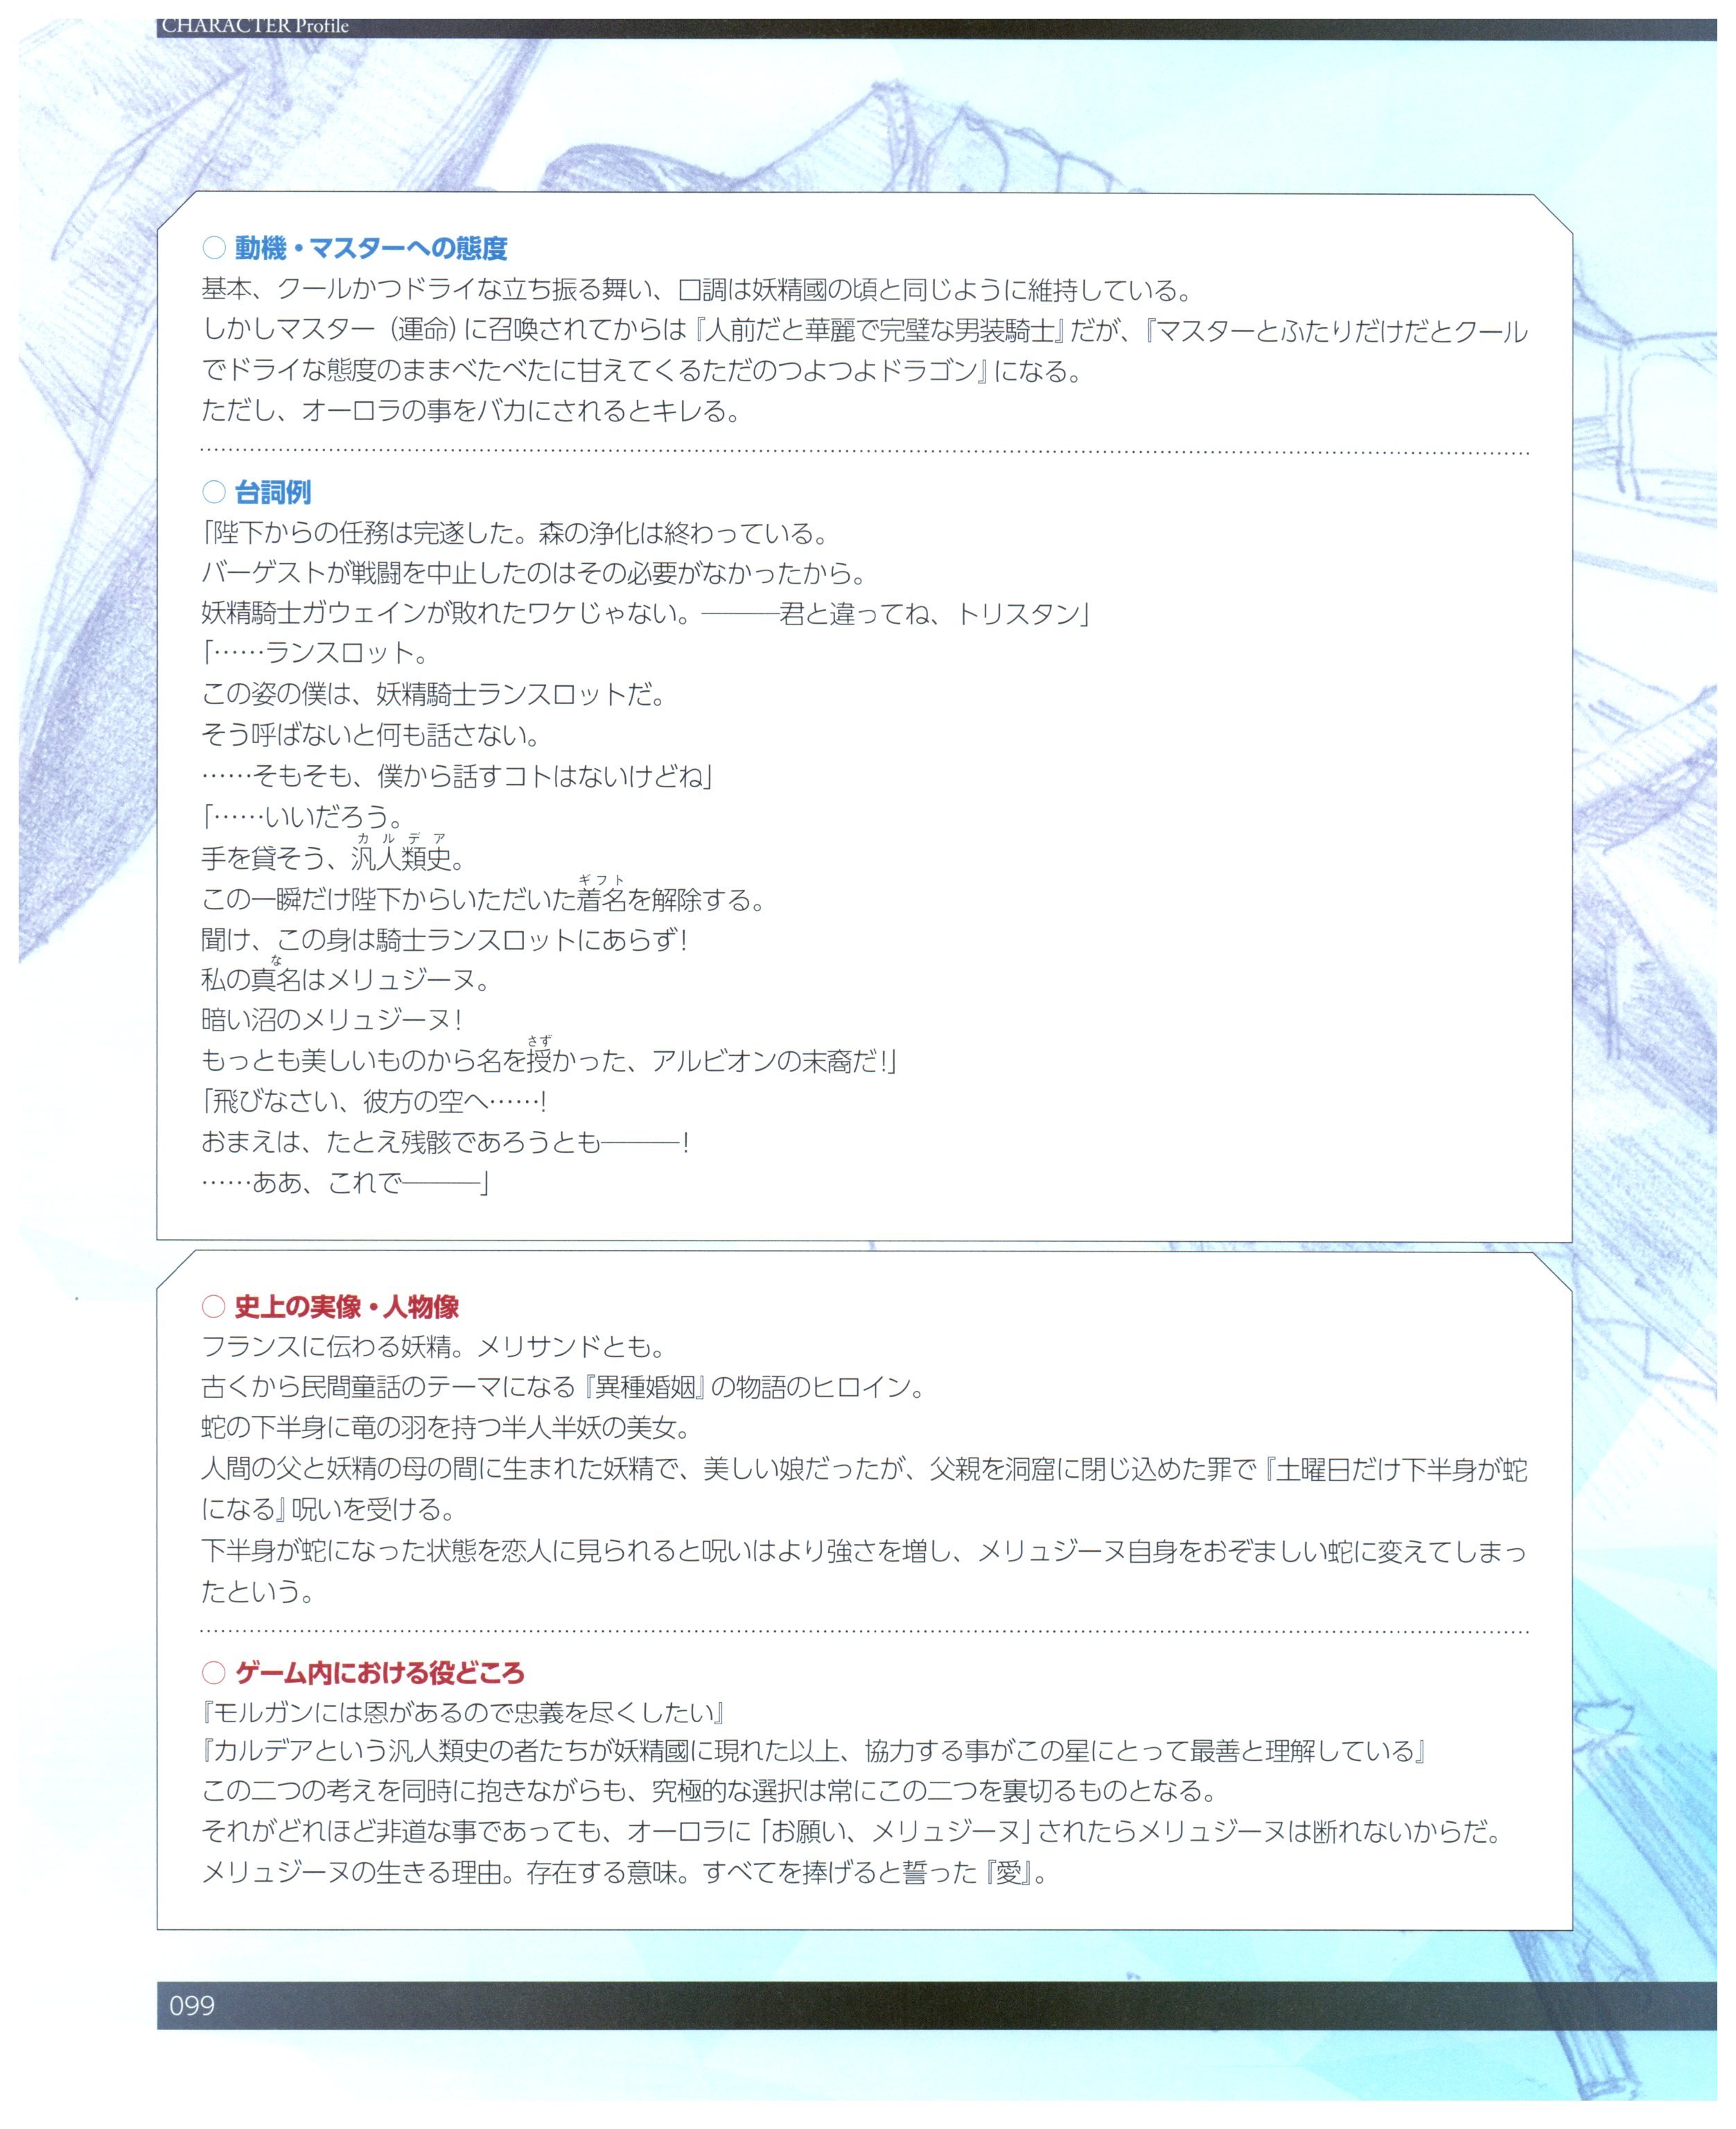 CHARACTER Profile
○ 動機・マスターへの態度
基本、クールかつドライな立ち振る舞い、口調は妖精國の頃と同じように維持している。
しかしマスター（運命）に召喚されてからは『人前だと華麗で完璧な男装騎士』だが、『マスターとふたりだけだとクール
でドライな態度のままべたべたに甘えてくるただのつよつよドラゴン』になる。
ただし、オーロラの事をバカにされるとキレる。
○ 台詞例
「陛下からの任務は完遂した。森の浄化は終わっている。
バーゲストが戦闘を中止したのはその必要がなかったから。
妖精騎士ガウェインが敗れたワケじゃない。―――君と違ってね、トリスタン」
「……ランスロット。
この姿の僕は、妖精騎士ランスロットだ。
そう呼ばないと何も話さない。
……そもそも、僕から話すコトはないけどね」
「……いいだろう。
カルデア
手を貸そう、汎人類史。
ギフト
この一瞬だけ陛下からいただいた着名を解除する。
聞け、この身は騎士ランスロットにあらず！
な
私の真名はメリュジーヌ。
暗い沼のメリュジーヌ！
さず
もっとも美しいものから名を授かった、アルビオンの末裔だ！」
「飛びなさい、彼方の空へ……！
おまえは、たとえ残骸であろうとも―――！
……ああ、これで―――」
○ 史上の実像・人物像
フランスに伝わる妖精。メリサンドとも。
古くから民間童話のテーマになる『異種婚姻』の物語のヒロイン。
蛇の下半身に竜の羽を持つ半人半妖の美女。
人間の父と妖精の母の間に生まれた妖精で、美しい娘だったが、父親を洞窟に閉じ込めた罪で『土曜日だけ下半身が蛇
になる』呪いを受ける。
下半身が蛇になった状態を恋人に見られると呪いはより強さを増し、メリュジーヌ自身をおぞましい蛇に変えてしまっ
たという。
○ ゲーム内における役どころ
『モルガンには恩があるので忠義を尽くしたい』
『カルデアという汎人類史の者たちが妖精國に現れた以上、協力する事がこの星にとって最善と理解している』
この二つの考えを同時に抱きながらも、究極的な選択は常にこの二つを裏切るものとなる。
それがどれほど非道な事であっても、オーロラに「お願い、メリュジーヌ」されたらメリュジーヌは断れないからだ。
メリュジーヌの生きる理由。存在する意味。すべてを捧げると誓った『愛』。
099